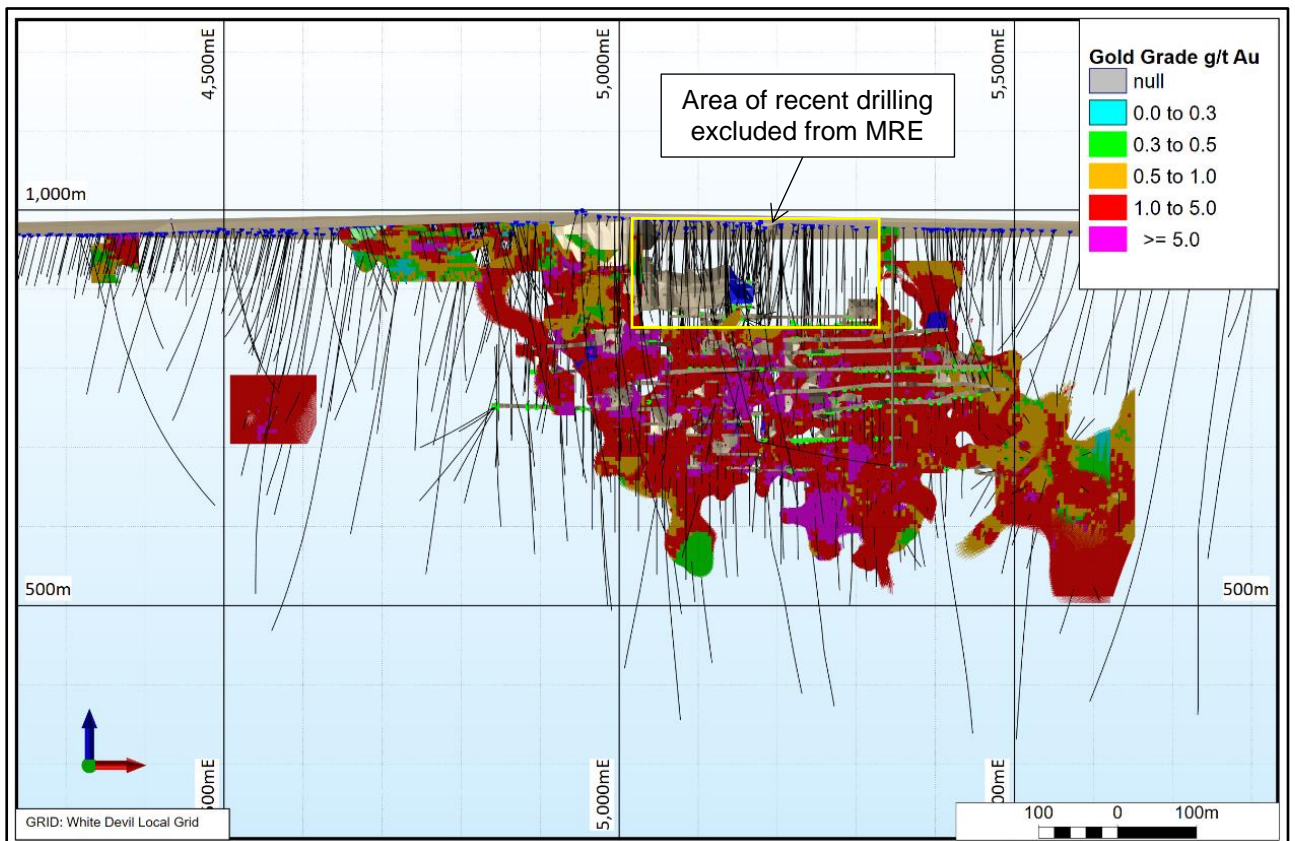 4,500mE
5,000mE
5,500mE
Gold Grade g/t Au
null
0.0 to 0.3
0.3 to 0.5
0.5 to 1.0
1.0 to 5.0
>= 5.0
Area of recent drilling
excluded from MRE
1,000m
500m
500m
00mE
5,000mE
00mE
GRID: White Devil Local Grid
100 0 100m